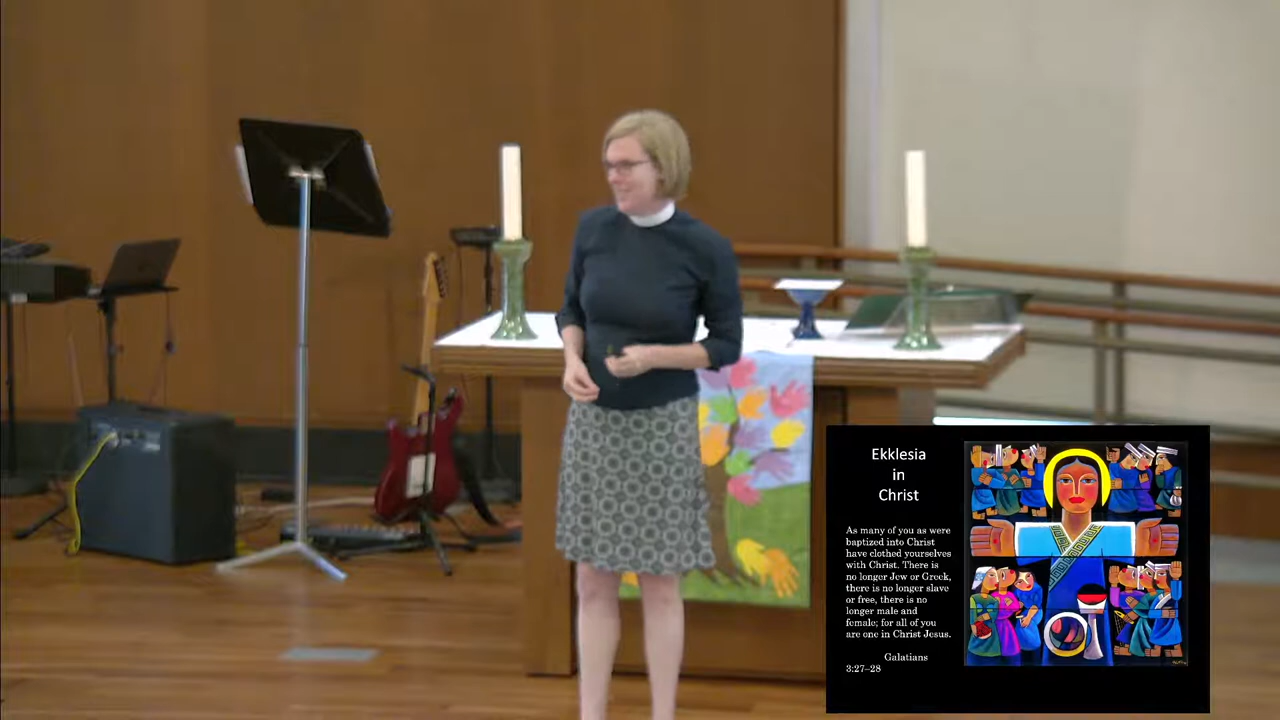 Ekklesia
in
Christ
As many of you as were
baptized into Christ
have clothed yourselves
with Christ. There is
no longer Jew or Greek,
there is no longer slave
or free, there is no
longer male and
female; for all of you
are one in Christ Jesus.
Galatians
3:27–28